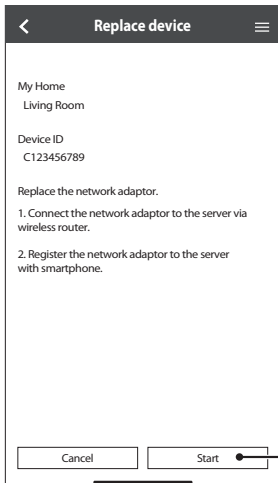 Replace device
My Home
Living Room
Device ID
C123456789
Replace the network adaptor.
1. Connect the network adaptor to the server via
wireless router.
2. Register the network adaptor to the server
with smartphone.
Cancel
Start